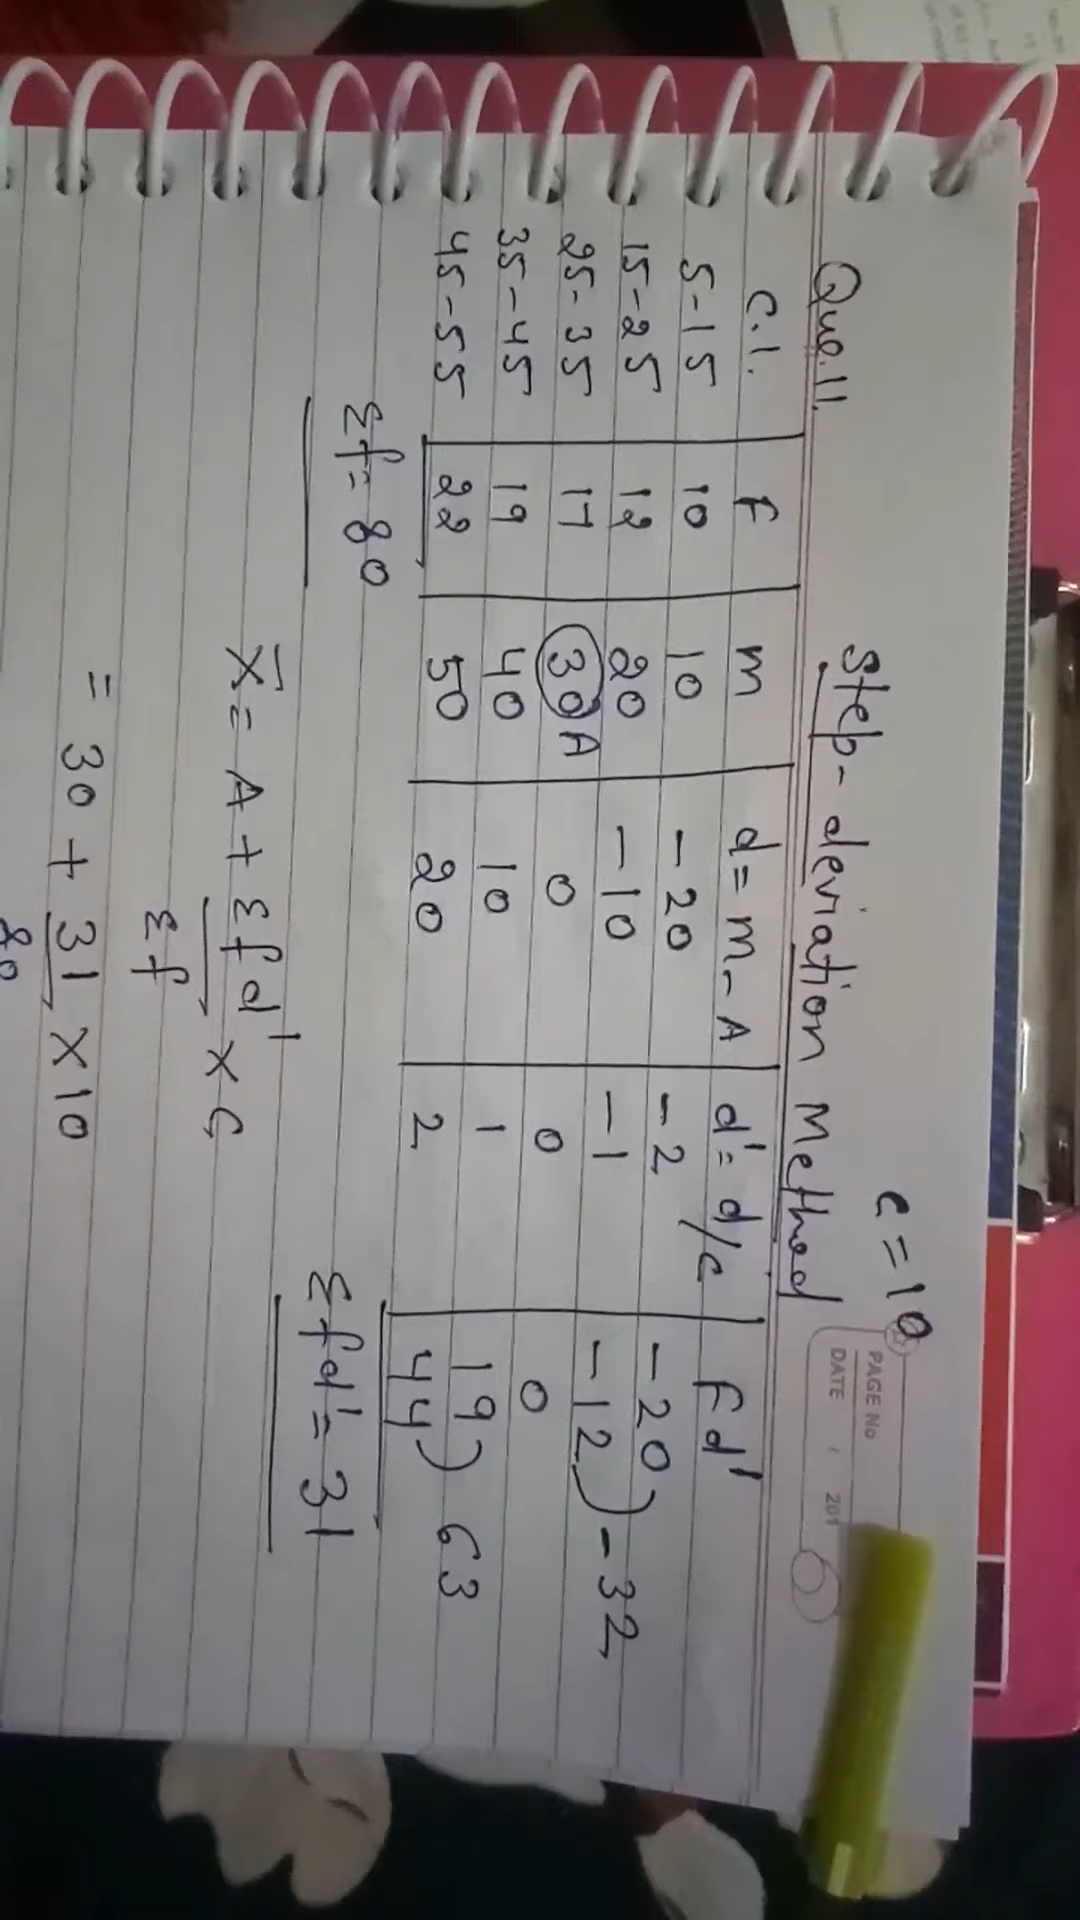 c = 10
PAGE No
DATE / 201
Que.11. Step-deviation Method
C.I. f m d=m-A d'=d/c Fd'
5-15 10 10 -20 -2 -20
15-25 12 20 -10 -1 -12) -32
25-35 17 30 A 0 0 0
35-45 19 40 10 1 19
45-55 22 50 20 2 44) 63
Σf = 80 Σfd' = 31
X̄ = A + Σfd' × C
Σf
= 30 + 31 × 10
80